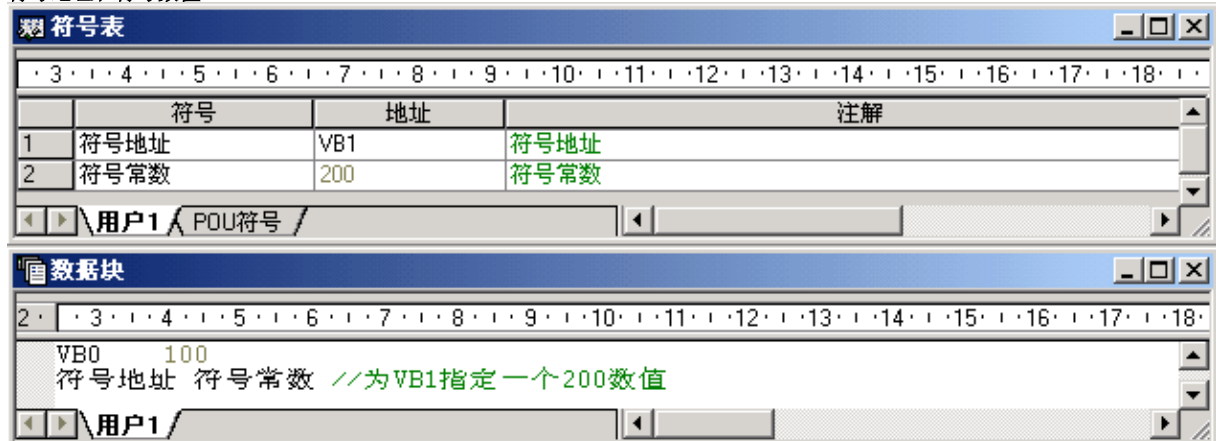 符号表
· 3 · ı · 4 · ı · 5 · ı · 6 · ı · 7 · ı · 8 · ı · 9 · ı · 10 · ı · 11 · ı · 12 · ı · 13 · ı · 14 · ı · 15 · ı · 16 · ı · 17 · ı · 18 · ı ·
符号 地址 注解
1 符号地址 VB1 符号地址
2 符号常数 200 符号常数
用户1 POU符号
数据块
2 · · 3 · ı · 4 · ı · 5 · ı · 6 · ı · 7 · ı · 8 · ı · 9 · ı · 10 · ı · 11 · ı · 12 · ı · 13 · ı · 14 · ı · 15 · ı · 16 · ı · 17 · ı · 18 ·
VB0 100
符号地址 符号常数 //为VB1指定一个200数值
用户1